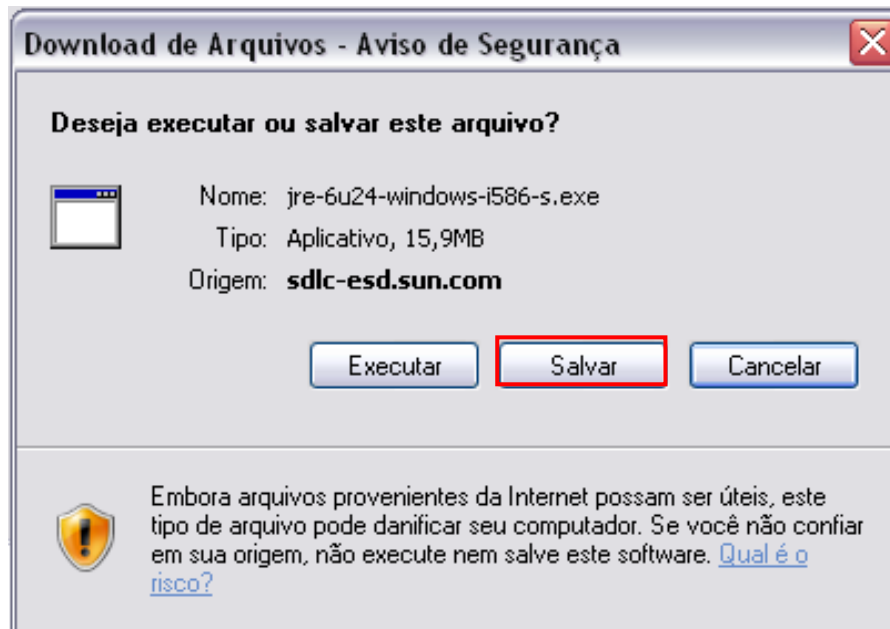 Download de Arquivos - Aviso de Segurança
Deseja executar ou salvar este arquivo?
Nome: jre-6u24-windows-i586-s.exe
Tipo: Aplicativo, 15,9MB
Origem: sdlc-esd.sun.com
Executar Salvar Cancelar
Embora arquivos provenientes da Internet possam ser úteis, este
tipo de arquivo pode danificar seu computador. Se você não confiar
em sua origem, não execute nem salve este software. Qual é o
risco?